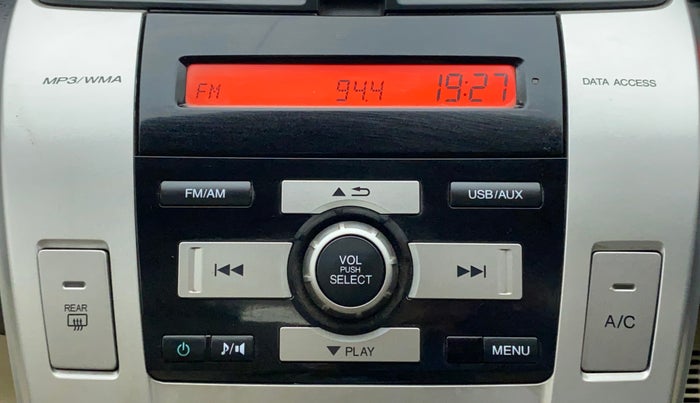 MP3/WMA
DATA ACCESS
FM 94.4 19:27
FM/AM
USB/AUX
VOL
PUSH
SELECT
REAR
A/C
PLAY
MENU